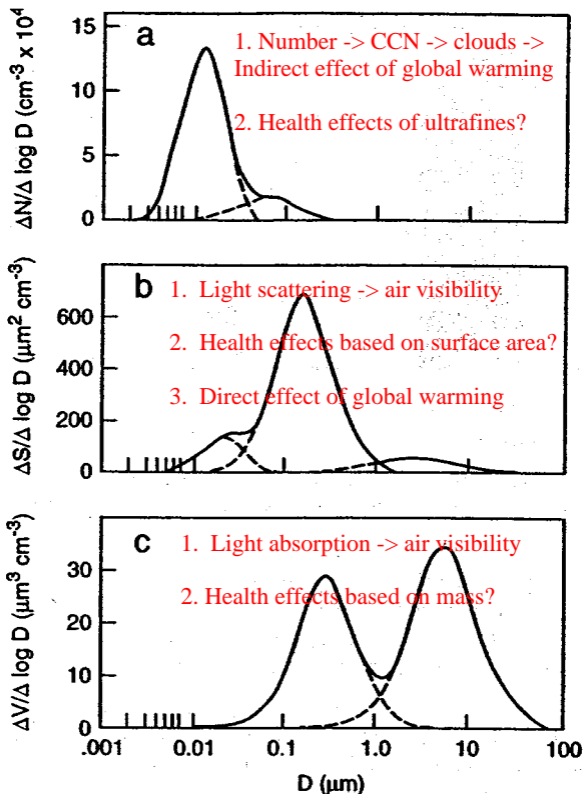 a
1. Number -> CCN -> clouds ->
Indirect effect of global warming
2. Health effects of ultrafines?
15
10
5
0
ΔN/Δ log D (cm⁻³ x 10⁴)
b
1. Light scattering -> air visibility
2. Health effects based on surface area?
3. Direct effect of global warming
600
400
200
0
ΔS/Δ log D (μm² cm⁻³)
c
1. Light absorption -> air visibility
2. Health effects based on mass?
30
20
10
0
ΔV/Δ log D (μm³ cm⁻³)
.001 0.01 0.1 1.0 10 100
D (μm)